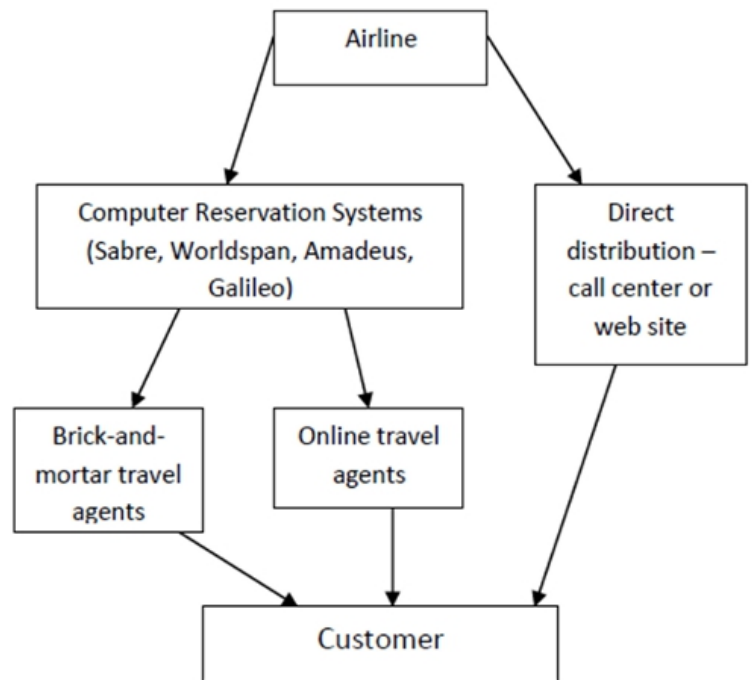 Airline
Computer Reservation Systems
(Sabre, Worldspan, Amadeus,
Galileo)
Direct
distribution –
call center or
web site
Brick-and-
mortar travel
agents
Online travel
agents
Customer